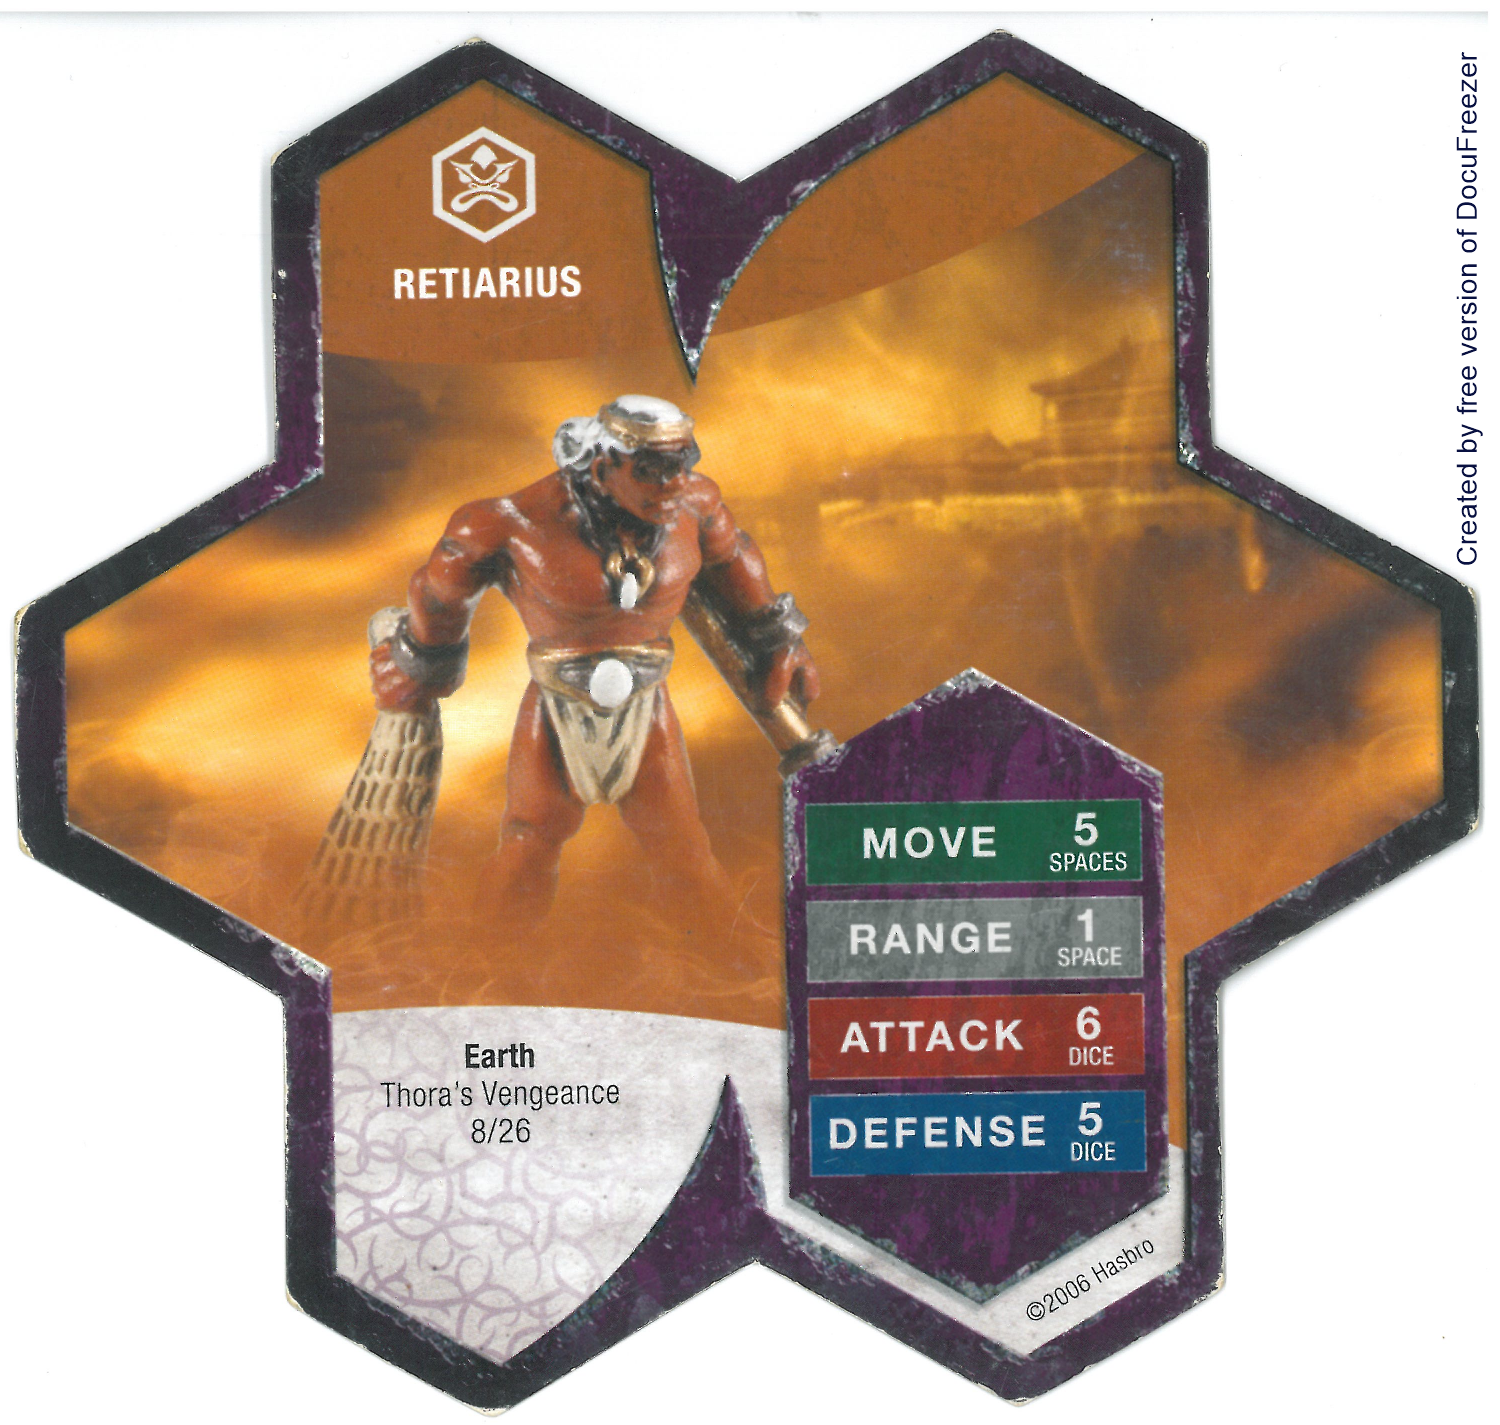 RETIARIUS
MOVE 5
SPACES
RANGE 1
SPACE
ATTACK 6
DICE
DEFENSE 5
DICE
Earth
Thora's Vengeance
8/26
©2006 Hasbro
Created by free version of DocuFreezer